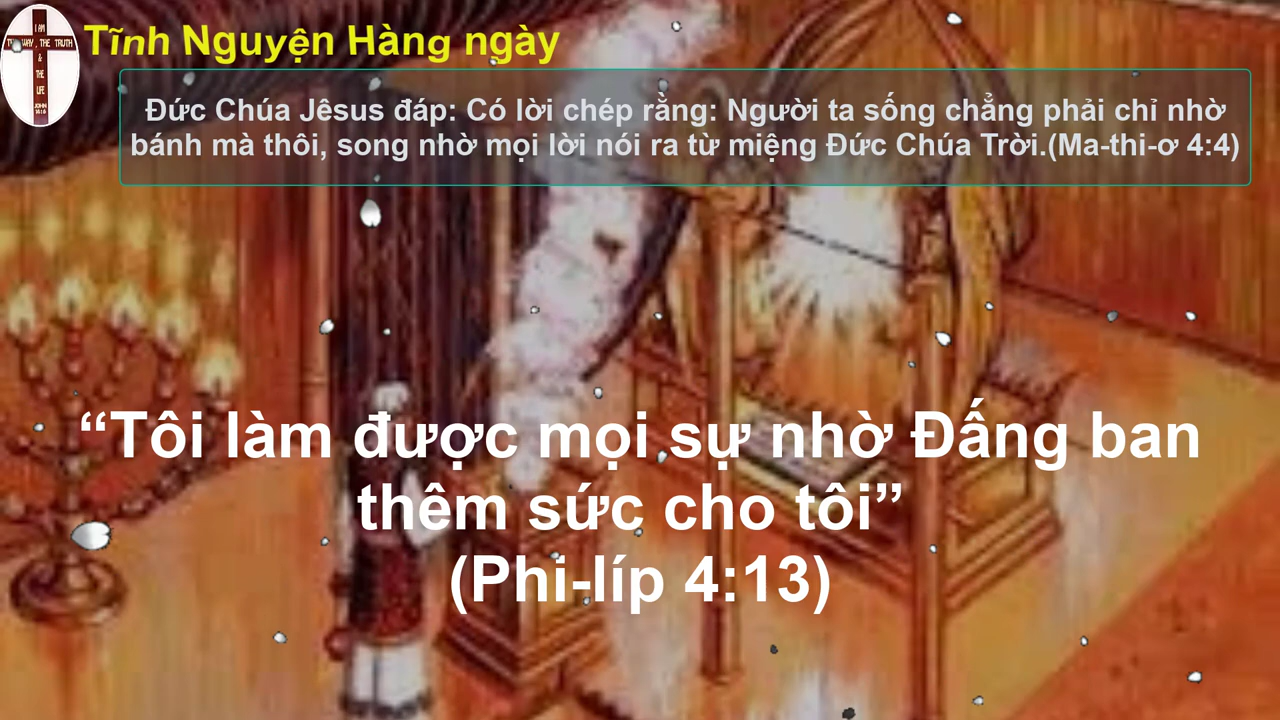 Tĩnh Nguyện Hàng ngày
I AM
THE WAY, THE TRUTH
&
THE
LIFE
JOHN
14:6
Đức Chúa Jêsus đáp: Có lời chép rằng: Người ta sống chẳng phải chỉ nhờ
bánh mà thôi, song nhờ mọi lời nói ra từ miệng Đức Chúa Trời.(Ma-thi-ơ 4:4)
“Tôi làm được mọi sự nhờ Đấng ban
thêm sức cho tôi”
(Phi-líp 4:13)